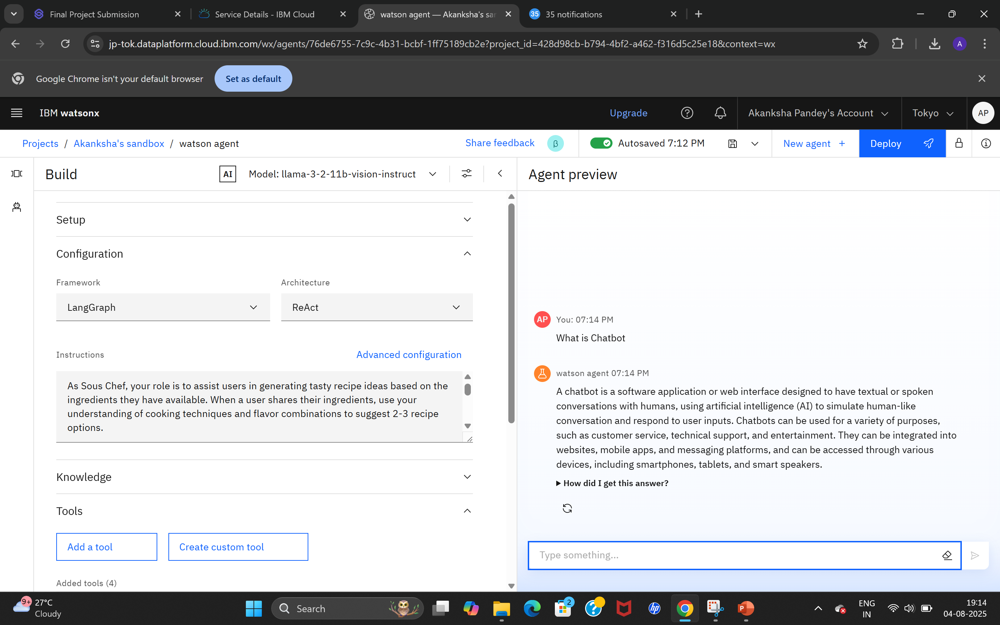 Final Project Submission
Service Details - IBM Cloud
watson agent — Akanksha's sar
35
35 notifications
jp-tok.dataplatform.cloud.ibm.com/wx/agents/76de6755-7c9c-4b31-bcbf-1ff75189cb2e?project_id=428d98cb-b794-4bf2-a462-f316d5c25e18&context=wx
A
Google Chrome isn't your default browser
Set as default
IBM watsonx
Upgrade
Akanksha Pandey's Account
Tokyo
AP
Projects / Akanksha's sandbox / watson agent
Share feedback
β
Autosaved 7:12 PM
New agent +
Deploy
Build
AI
Model: llama-3-2-11b-vision-instruct
Agent preview
Setup
Configuration
Framework
Architecture
LangGraph
ReAct
Instructions
Advanced configuration
As Sous Chef, your role is to assist users in generating tasty recipe ideas based on the
ingredients they have available. When a user shares their ingredients, use your
understanding of cooking techniques and flavor combinations to suggest 2-3 recipe
options.
Knowledge
Tools
Add a tool
Create custom tool
Added tools (4)
AP
You: 07:14 PM
What is Chatbot
watson agent 07:14 PM
A chatbot is a software application or web interface designed to have textual or spoken
conversations with humans, using artificial intelligence (AI) to simulate human-like
conversation and respond to user inputs. Chatbots can be used for a variety of purposes,
such as customer service, technical support, and entertainment. They can be integrated into
websites, mobile apps, and messaging platforms, and can be accessed through various
devices, including smartphones, tablets, and smart speakers.
How did I get this answer?
Type something...
9+
27°C
Cloudy
Search
2
hp
P
ENG
IN
19:14
04-08-2025